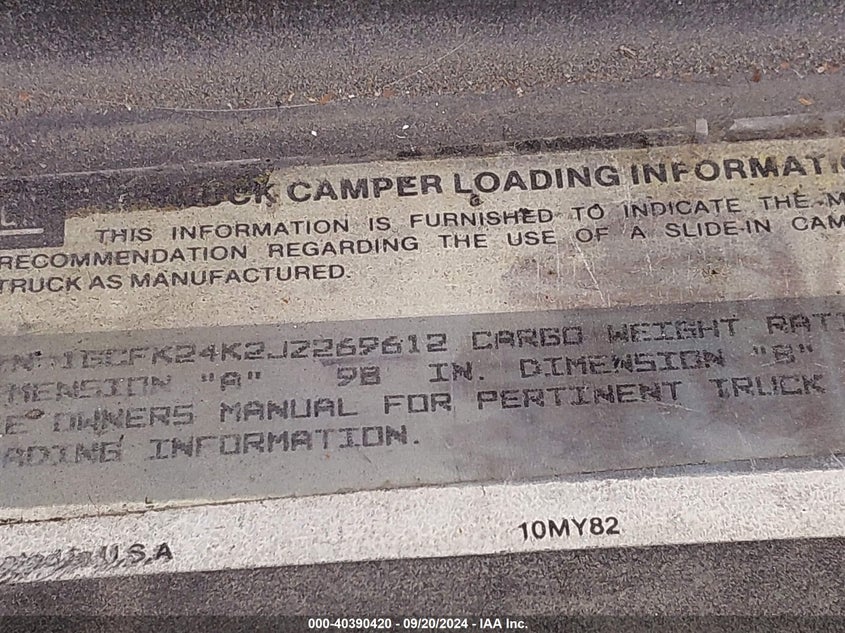 TRUCK CAMPER LOADING INFORMATI
THIS INFORMATION IS FURNISHED TO INDICATE THE M
RECOMMENDATION REGARDING THE USE OF A SLIDE-IN CAM
TRUCK AS MANUFACTURED.
1GCFK24K2JZ269612 CARGO WEIGHT RATI
MENSION "A" 98 IN. DIMENSION "B"
OWNERS MANUAL FOR PERTINENT TRUCK
ADING INFORMATION.
U.S.A 10MY82
000-40390420 - 09/20/2024 - IAA Inc.